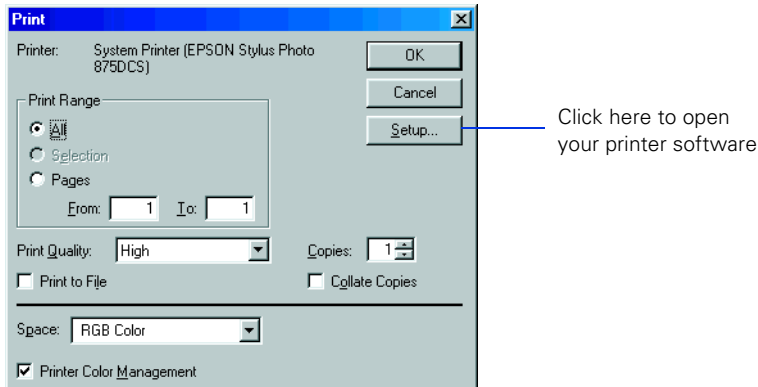 Print
Printer: System Printer (EPSON Stylus Photo
875DCS)
OK
Cancel
Setup...
Print Range
All
Selection
Pages
From: 1 To: 1
Print Quality: High
Copies: 1
Print to File
Collate Copies
Space: RGB Color
Printer Color Management
Click here to open
your printer software